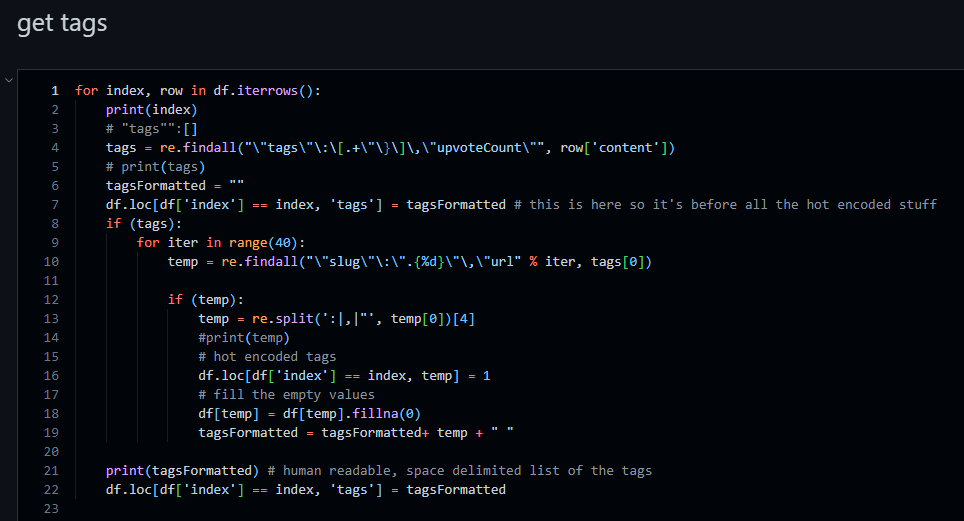 get tags
1 for index, row in df.iterrows():
2 print(index)
3 # "tags"":[]
4 tags = re.findall("\"tags\"\:\[.+\"\}\]\,\"upvoteCount\"", row['content'])
5 # print(tags)
6 tagsFormatted = ""
7 df.loc[df['index'] == index, 'tags'] = tagsFormatted # this is here so it's before all the hot encoded stuff
8 if (tags):
9 for iter in range(40):
10 temp = re.findall("\"slug\"\:\".{%d}\"\,\"url" % iter, tags[0])
11
12 if (temp):
13 temp = re.split(':|,|"', temp[0])[4]
14 #print(temp)
15 # hot encoded tags
16 df.loc[df['index'] == index, temp] = 1
17 # fill the empty values
18 df[temp] = df[temp].fillna(0)
19 tagsFormatted = tagsFormatted+ temp + " "
20
21 print(tagsFormatted) # human readable, space delimited list of the tags
22 df.loc[df['index'] == index, 'tags'] = tagsFormatted
23